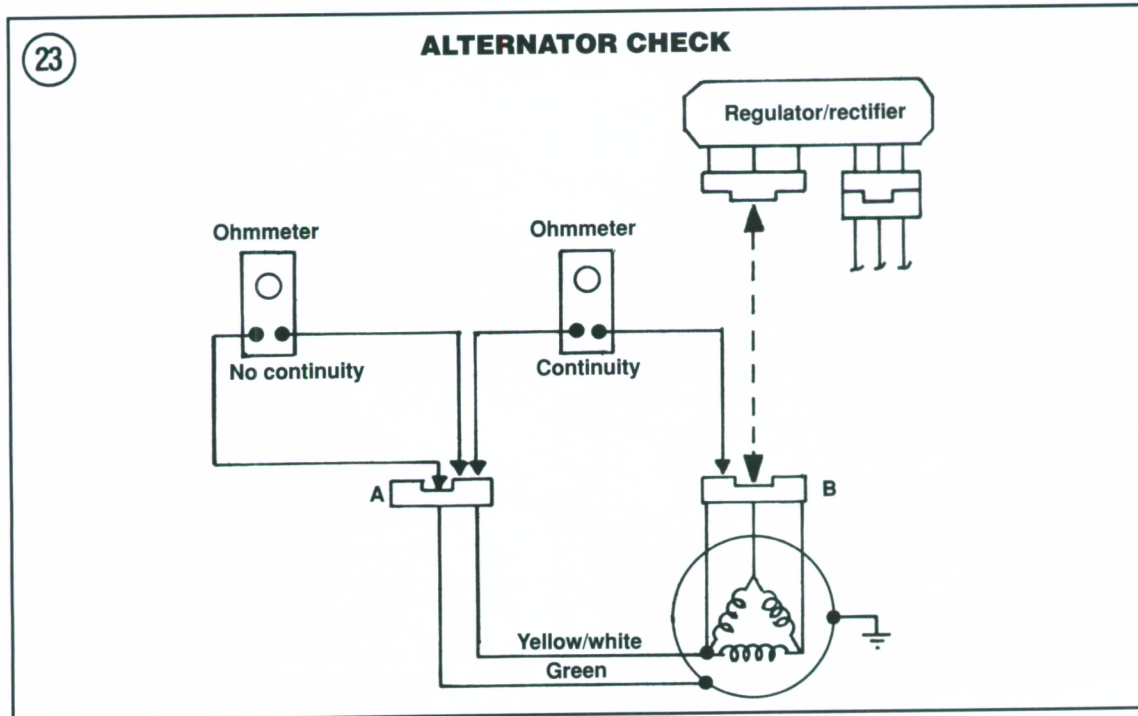 23
ALTERNATOR CHECK
Regulator/rectifier
Ohmmeter
Ohmmeter
No continuity
Continuity
A
B
Yellow/white
Green